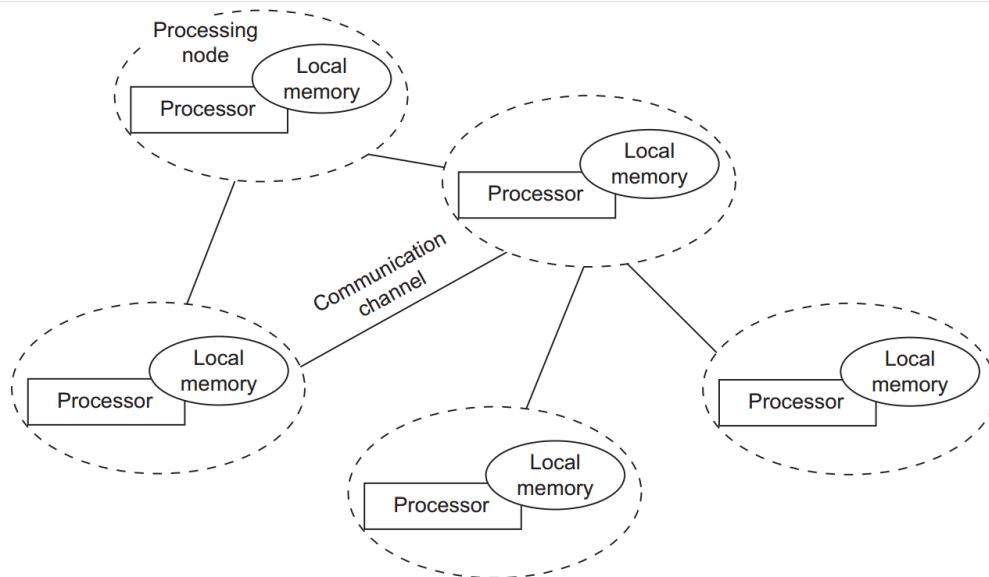 Processing
node
Local
memory
Processor
Local
memory
Processor
Communication
channel
Local
memory
Processor
Local
memory
Processor
Local
memory
Processor